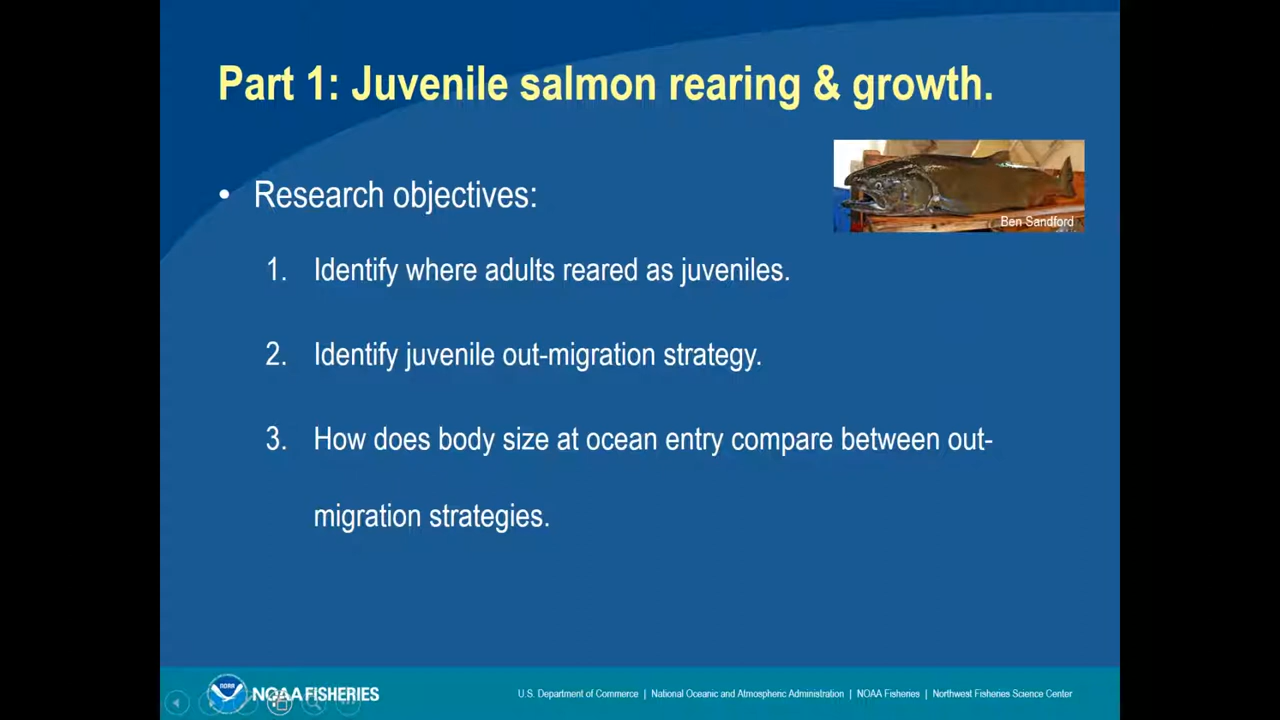 Part 1: Juvenile salmon rearing & growth.
• Research objectives:
Ben Sandford
1. Identify where adults reared as juveniles.
2. Identify juvenile out-migration strategy.
3. How does body size at ocean entry compare between out-
migration strategies.
NOAA
NOAA FISHERIES
U.S. Department of Commerce | National Oceanic and Atmospheric Administration | NOAA Fisheries | Northwest Fisheries Science Center